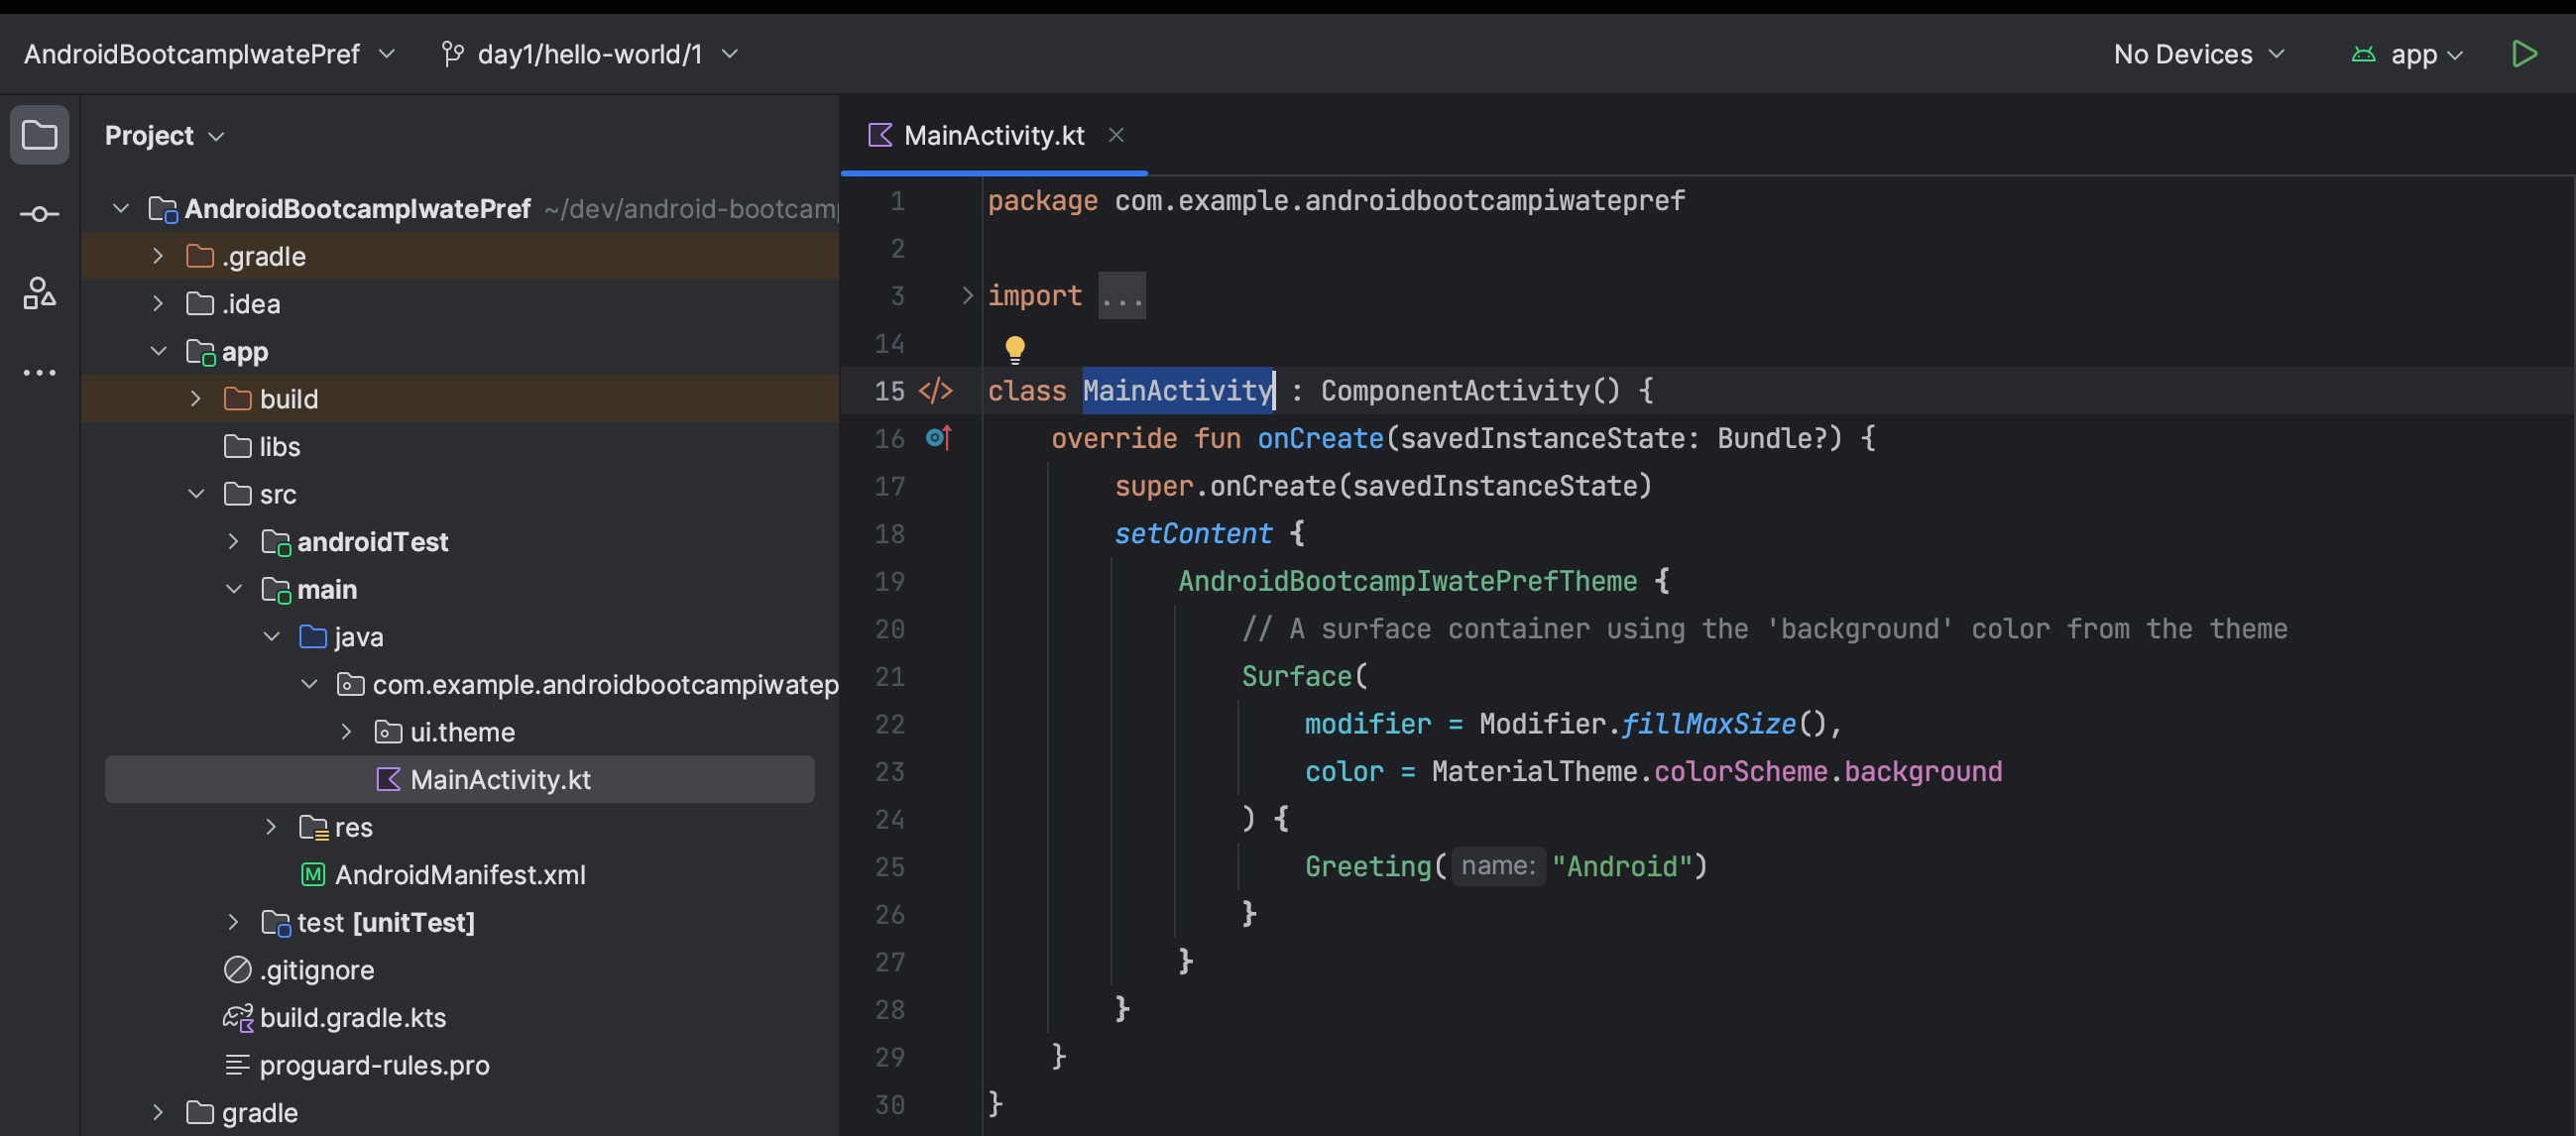 AndroidBootcampIwatePref day1/hello-world/1 No Devices app
Project
AndroidBootcampIwatePref ~/dev/android-bootcam
.gradle
.idea
app
build
libs
src
androidTest
main
java
com.example.androidbootcampiwatep
ui.theme
MainActivity.kt
res
AndroidManifest.xml
test [unitTest]
.gitignore
build.gradle.kts
proguard-rules.pro
gradle
MainActivity.kt
1 package com.example.androidbootcampiwatepref
2
3 import ...
14
15 class MainActivity : ComponentActivity() {
16 override fun onCreate(savedInstanceState: Bundle?) {
17 super.onCreate(savedInstanceState)
18 setContent {
19 AndroidBootcampIwatePrefTheme {
20 // A surface container using the 'background' color from the theme
21 Surface(
22 modifier = Modifier.fillMaxSize(),
23 color = MaterialTheme.colorScheme.background
24 ) {
25 Greeting( name: "Android")
26 }
27 }
28 }
29 }
30 }